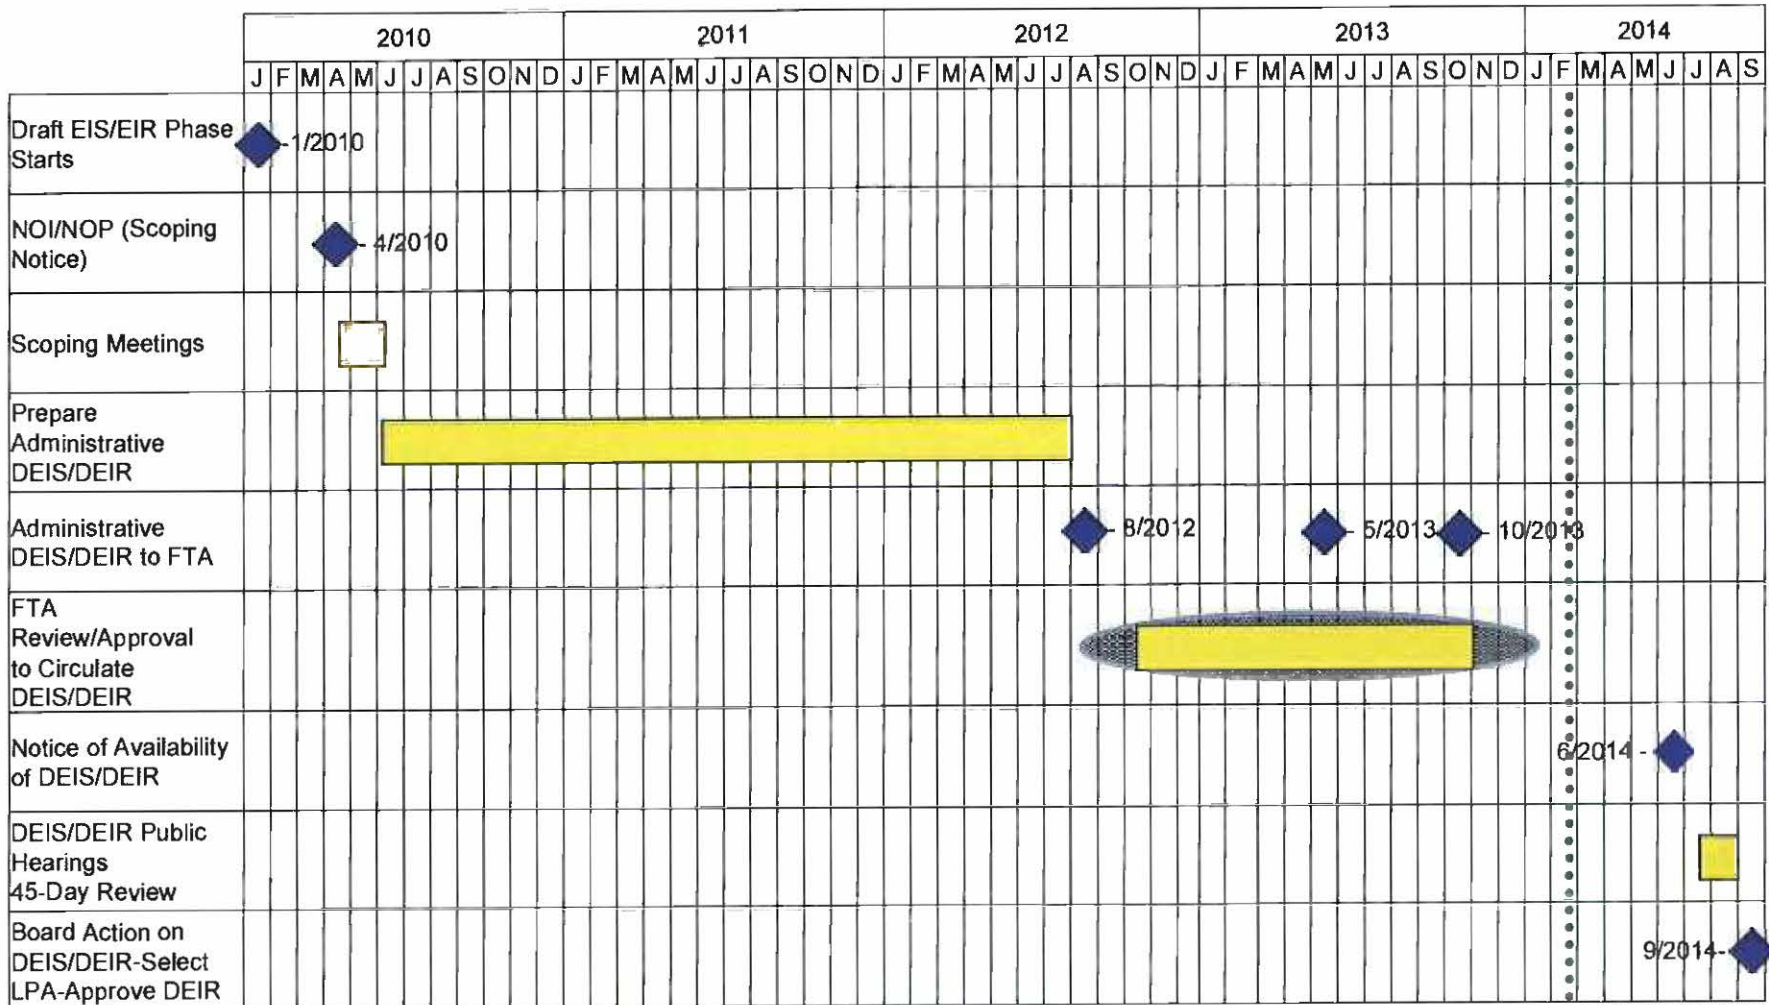 2010 2011 2012 2013 2014
J F M A M J J A S O N D J F M A M J J A S O N D J F M A M J J A S O N D J F M A M J J A S O N D J F M A M J J A S
Draft EIS/EIR Phase
Starts
1/2010
NOI/NOP (Scoping
Notice)
4/2010
Scoping Meetings
Prepare
Administrative
DEIS/DEIR
Administrative
DEIS/DEIR to FTA
8/2012 5/2013 10/2013
FTA
Review/Approval
to Circulate
DEIS/DEIR
Notice of Availability
of DEIS/DEIR
6/2014
DEIS/DEIR Public
Hearings
45-Day Review
Board Action on
DEIS/DEIR-Select
LPA-Approve DEIR
9/2014